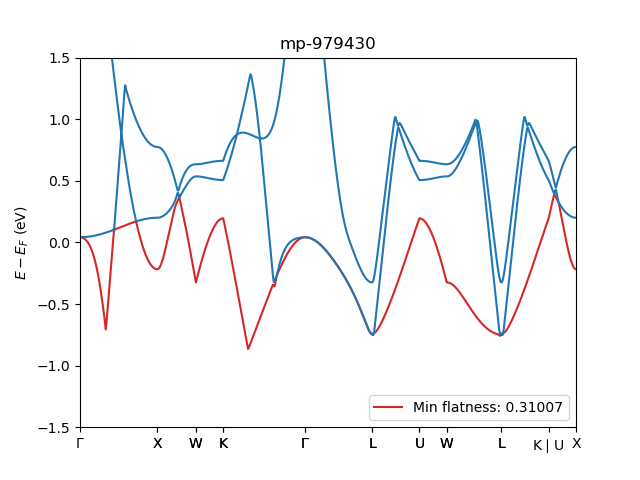 mp-979430
E − E_F (eV)
1.5
1.0
0.5
0.0
−0.5
−1.0
−1.5
Min flatness: 0.31007
Γ X W K Γ L U W L K | U X